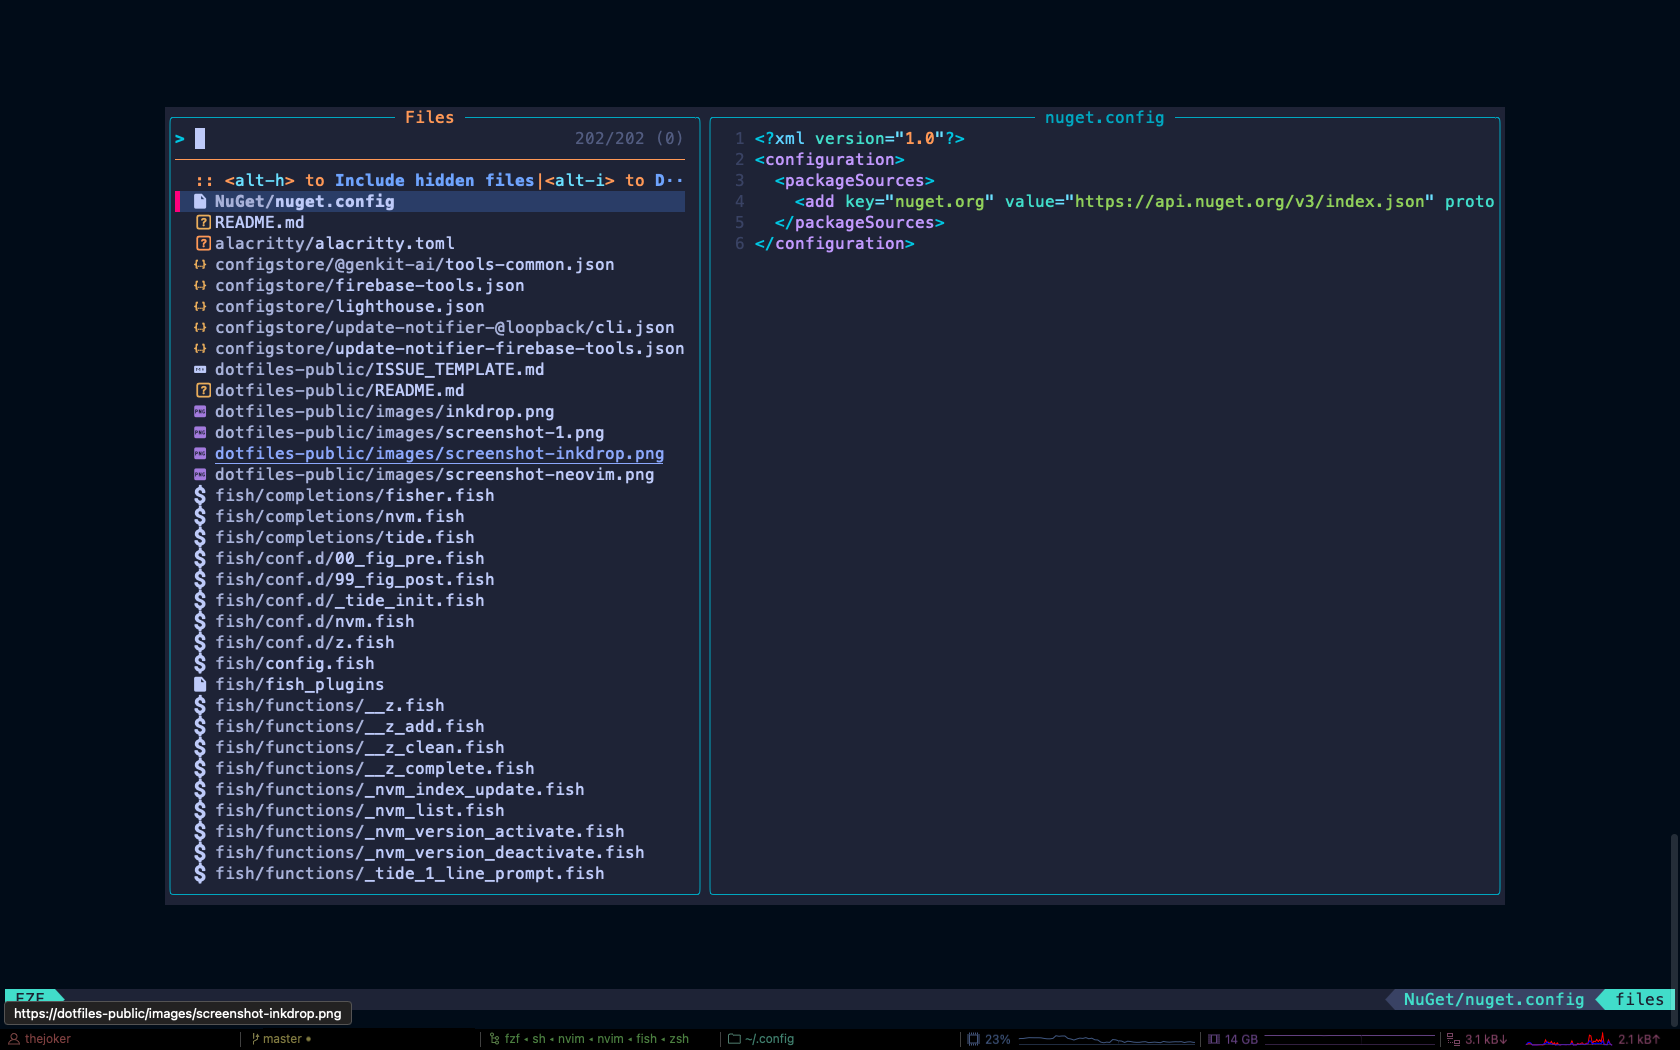 Files
> 202/202 (0)
:: <alt-h> to Include hidden files|<alt-i> to D··
NuGet/nuget.config
README.md
alacritty/alacritty.toml
configstore/@genkit-ai/tools-common.json
configstore/firebase-tools.json
configstore/lighthouse.json
configstore/update-notifier-@loopback/cli.json
configstore/update-notifier-firebase-tools.json
dotfiles-public/ISSUE_TEMPLATE.md
dotfiles-public/README.md
dotfiles-public/images/inkdrop.png
dotfiles-public/images/screenshot-1.png
dotfiles-public/images/screenshot-inkdrop.png
dotfiles-public/images/screenshot-neovim.png
fish/completions/fisher.fish
fish/completions/nvm.fish
fish/completions/tide.fish
fish/conf.d/00_fig_pre.fish
fish/conf.d/99_fig_post.fish
fish/conf.d/_tide_init.fish
fish/conf.d/nvm.fish
fish/conf.d/z.fish
fish/config.fish
fish/fish_plugins
fish/functions/__z.fish
fish/functions/__z_add.fish
fish/functions/__z_clean.fish
fish/functions/__z_complete.fish
fish/functions/_nvm_index_update.fish
fish/functions/_nvm_list.fish
fish/functions/_nvm_version_activate.fish
fish/functions/_nvm_version_deactivate.fish
fish/functions/_tide_1_line_prompt.fish
nuget.config
1 <?xml version="1.0"?>
2 <configuration>
3 <packageSources>
4 <add key="nuget.org" value="https://api.nuget.org/v3/index.json" proto
5 </packageSources>
6 </configuration>
FZF
NuGet/nuget.config files
https://dotfiles-public/images/screenshot-inkdrop.png
thejoker
master
fzf ◂ sh ◂ nvim ◂ nvim ◂ fish ◂ zsh
~/.config
23%
14 GB
3.1 kB↓
2.1 kB↑